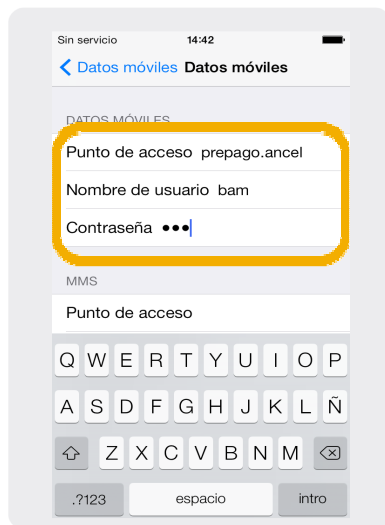 Sin servicio 14:42
Datos móviles Datos móviles
DATOS MÓVILES
Punto de acceso prepago.ancel
Nombre de usuario bam
Contraseña •••
MMS
Punto de acceso
Q W E R T Y U I O P
A S D F G H J K L Ñ
Z X C V B N M
.?123 espacio intro